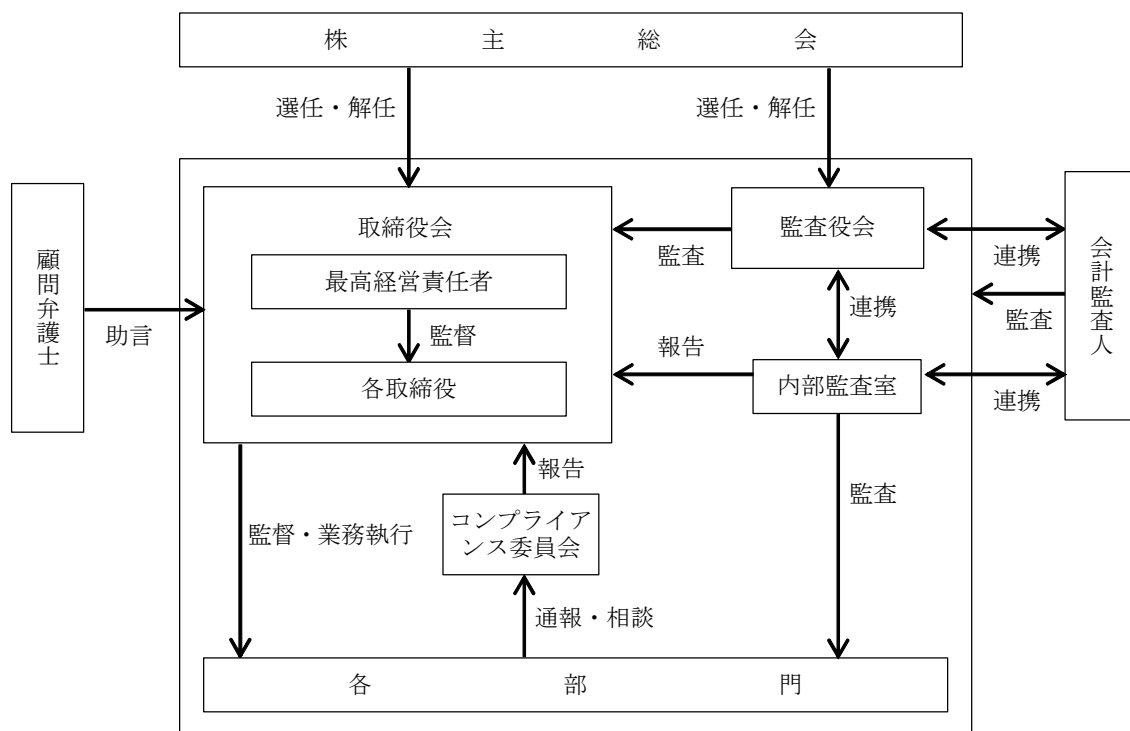 株主総会
選任・解任
選任・解任
取締役会
監査役会
監査
連携
顧問弁護士
会計監査人
最高経営責任者
助言
監督
連携
監査
報告
各取締役
内部監査室
連携
報告
監査
コンプライア
ンス委員会
監督・業務執行
通報・相談
各部門